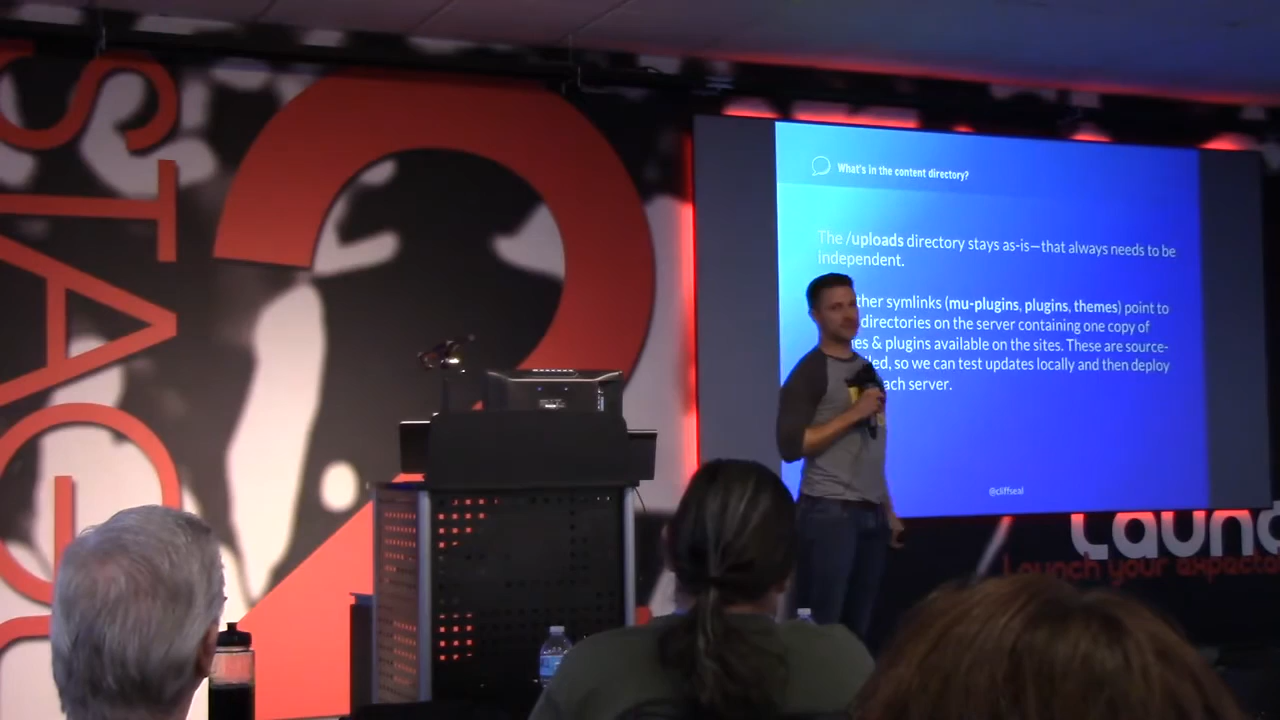 STAGE
2
What's in the content directory?
The /uploads directory stays as-is—that always needs to be
independent.
symlinks (mu-plugins, plugins, themes) point to
directories on the server containing one copy of
& plugins available on the sites. These are source-
so we can test updates locally and then deploy
server.
@cliffseal
Launch your